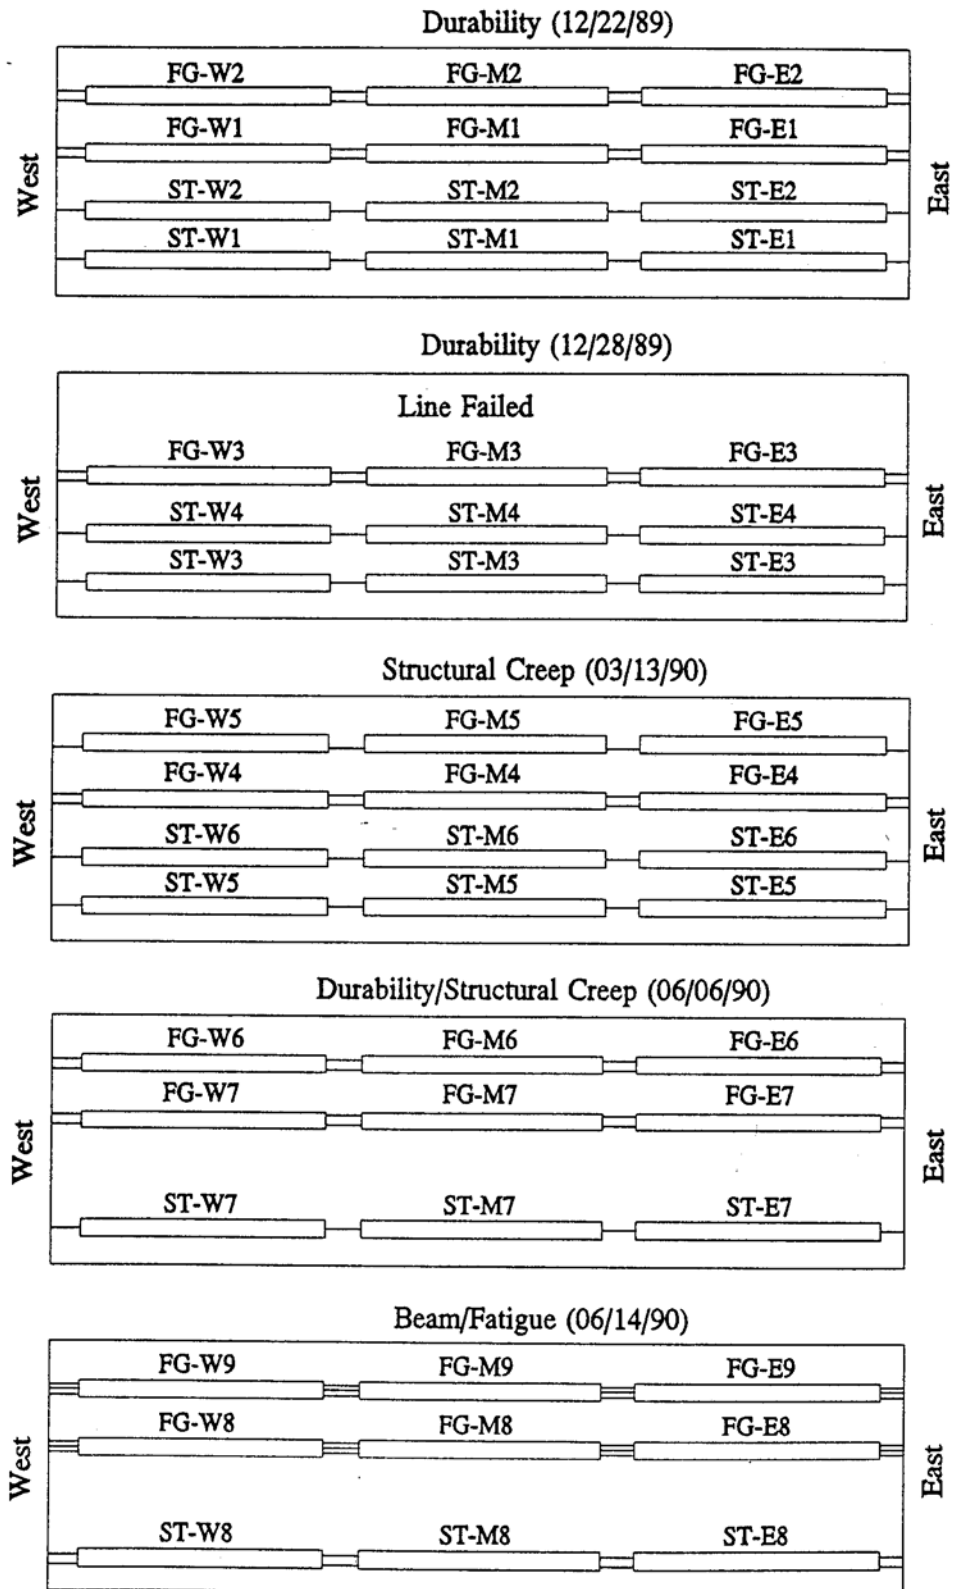 Durability (12/22/89)
FG-W2 FG-M2 FG-E2
FG-W1 FG-M1 FG-E1
West East
ST-W2 ST-M2 ST-E2
ST-W1 ST-M1 ST-E1
Durability (12/28/89)
Line Failed
FG-W3 FG-M3 FG-E3
West East
ST-W4 ST-M4 ST-E4
ST-W3 ST-M3 ST-E3
Structural Creep (03/13/90)
FG-W5 FG-M5 FG-E5
FG-W4 FG-M4 FG-E4
West East
ST-W6 ST-M6 ST-E6
ST-W5 ST-M5 ST-E5
Durability/Structural Creep (06/06/90)
FG-W6 FG-M6 FG-E6
FG-W7 FG-M7 FG-E7
West East
ST-W7 ST-M7 ST-E7
Beam/Fatigue (06/14/90)
FG-W9 FG-M9 FG-E9
FG-W8 FG-M8 FG-E8
West East
ST-W8 ST-M8 ST-E8